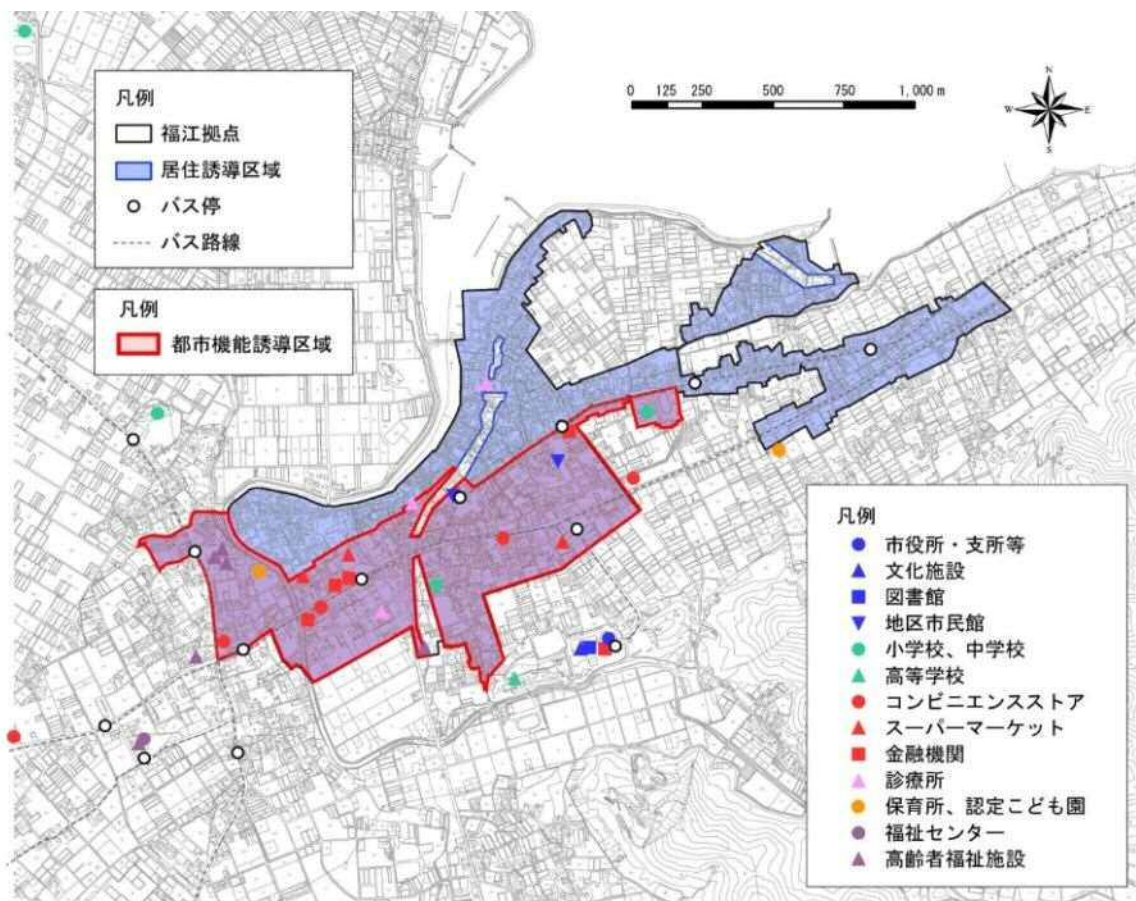 凡例
福江拠点
居住誘導区域
バス停
バス路線
凡例
都市機能誘導区域
0 125 250 500 750 1,000 m
N
W E
S
凡例
市役所・支所等
文化施設
図書館
地区市民館
小学校、中学校
高等学校
コンビニエンスストア
スーパーマーケット
金融機関
診療所
保育所、認定こども園
福祉センター
高齢者福祉施設